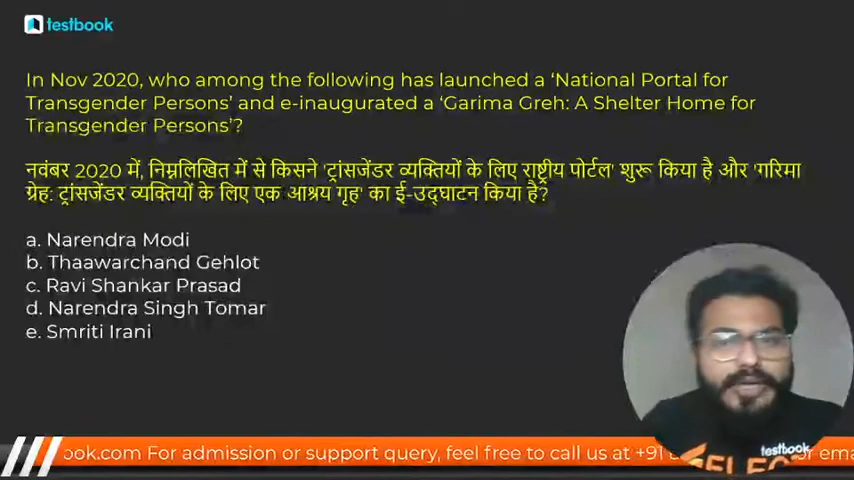 testbook
In Nov 2020, who among the following has launched a ‘National Portal for
Transgender Persons’ and e-inaugurated a ‘Garima Greh: A Shelter Home for
Transgender Persons’?
नवंबर 2020 में, निम्नलिखित में से किसने 'ट्रांसजेंडर व्यक्तियों के लिए राष्ट्रीय पोर्टल' शुरू किया है और 'गरिमा
ग्रेह: ट्रांसजेंडर व्यक्तियों के लिए एक आश्रय गृह' का ई-उद्घाटन किया है?
a. Narendra Modi
b. Thaawarchand Gehlot
c. Ravi Shankar Prasad
d. Narendra Singh Tomar
e. Smriti Irani
testbook
ook.com For admission or support query, feel free to call us at +91